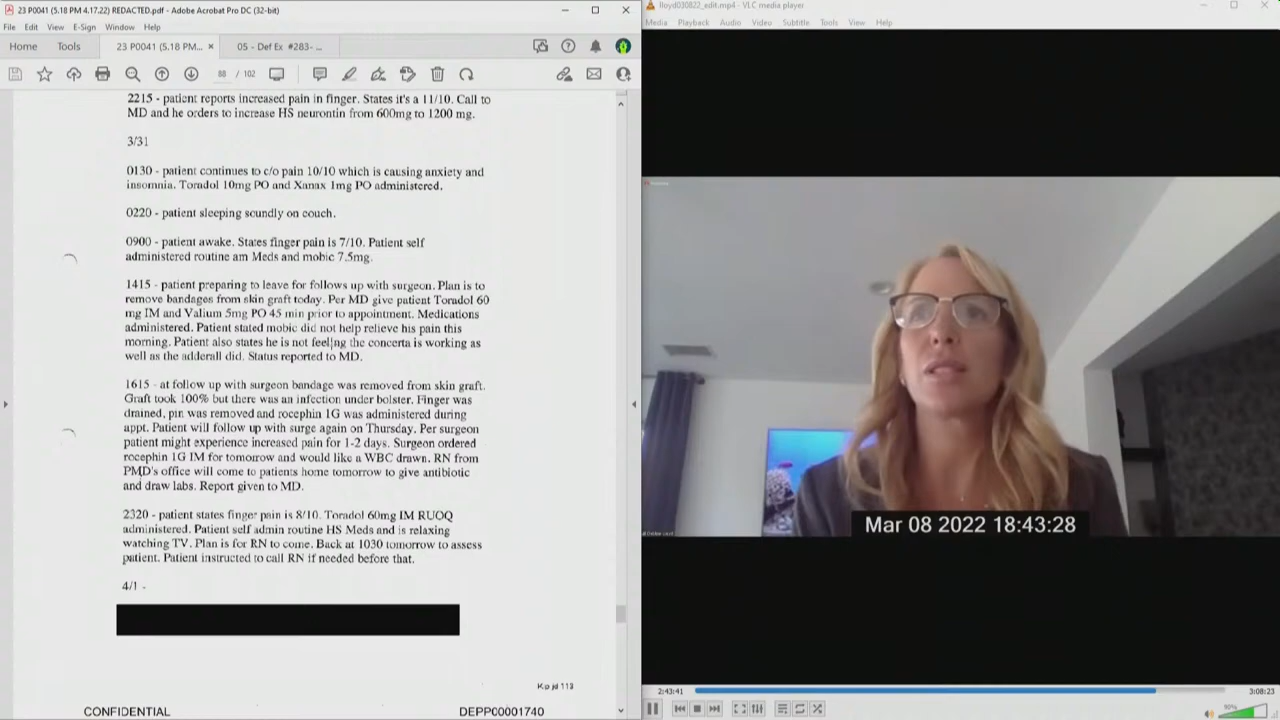 23 P0041 (5.18 PM 4.17.22) REDACTED.pdf - Adobe Acrobat Pro DC (32-bit)
File Edit View E-Sign Window Help
Home Tools 23 P0041 (5.18 PM... × 05 - Def Ex #283-...
88 / 102
2215 - patient reports increased pain in finger. States it's a 11/10. Call to
MD and he orders to increase HS neurontin from 600mg to 1200 mg.
3/31
0130 - patient continues to c/o pain 10/10 which is causing anxiety and
insomnia. Toradol 10mg PO and Xanax 1mg PO administered.
0220 - patient sleeping soundly on couch.
0900 - patient awake. States finger pain is 7/10. Patient self
administered routine am Meds and mobic 7.5mg.
1415 - patient preparing to leave for follows up with surgeon. Plan is to
remove bandages from skin graft today. Per MD give patient Toradol 60
mg IM and Valium 5mg PO 45 min prior to appointment. Medications
administered. Patient stated mobic did not help relieve his pain this
morning. Patient also states he is not feeling the concerta is working as
well as the adderall did. Status reported to MD.
1615 - at follow up with surgeon bandage was removed from skin graft.
Graft took 100% but there was an infection under bolster. Finger was
drained, pin was removed and rocephin 1G was administered during
appt. Patient will follow up with surge again on Thursday. Per surgeon
patient might experience increased pain for 1-2 days. Surgeon ordered
rocephin 1G IM for tomorrow and would like a WBC drawn. RN from
PMD's office will come to patients home tomorrow to give antibiotic
and draw labs. Report given to MD.
2320 - patient states finger pain is 8/10. Toradol 60mg IM RUOQ
administered. Patient self admin routine HS Meds and is relaxing
watching TV. Plan is for RN to come. Back at 1030 tomorrow to assess
patient. Patient instructed to call RN if needed before that.
4/1 -
CONFIDENTIAL DEPP00001740
lloyd030822_edit.mp4 - VLC media player
Media Playback Audio Video Subtitle Tools View Help
Mar 08 2022 18:43:28
2:43:41 3:08:23
90%